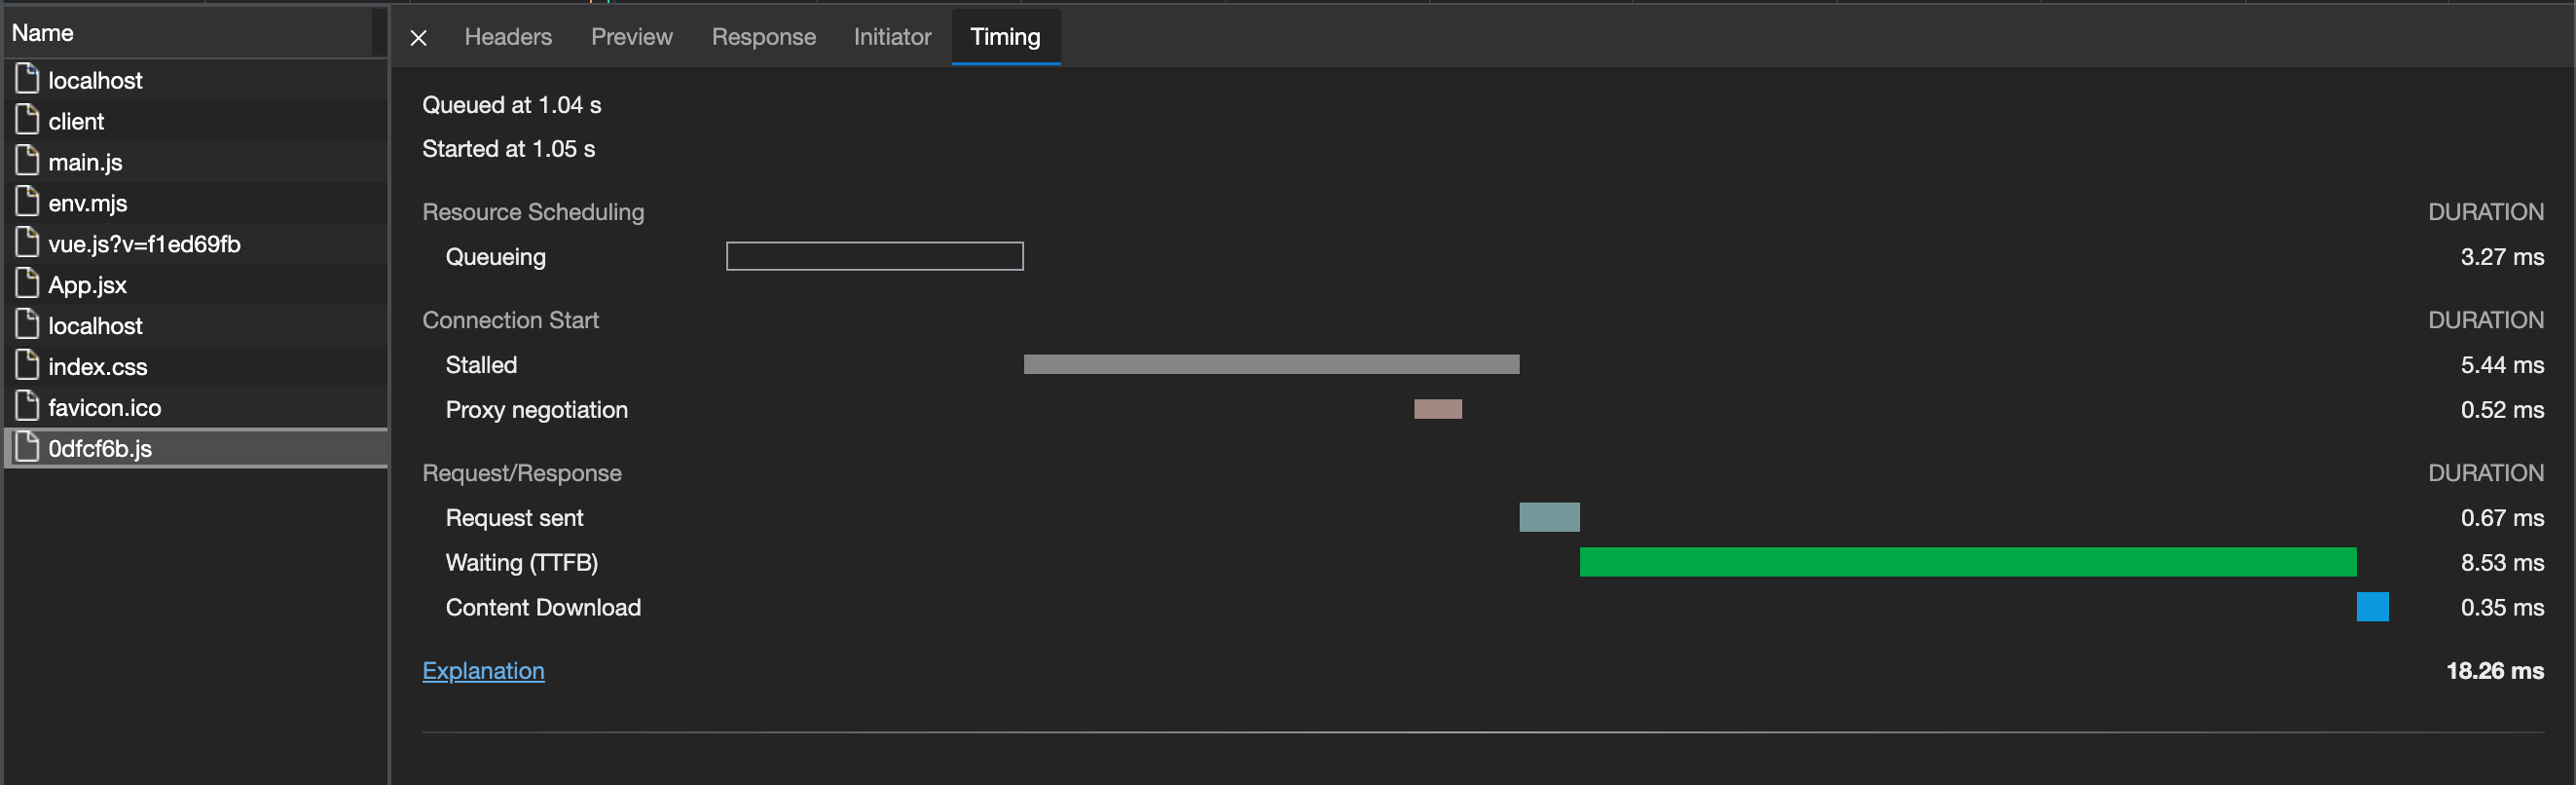 Name
localhost
client
main.js
env.mjs
vue.js?v=f1ed69fb
App.jsx
localhost
index.css
favicon.ico
0dfcf6b.js
Headers Preview Response Initiator Timing
Queued at 1.04 s
Started at 1.05 s
Resource Scheduling DURATION
Queueing 3.27 ms
Connection Start DURATION
Stalled 5.44 ms
Proxy negotiation 0.52 ms
Request/Response DURATION
Request sent 0.67 ms
Waiting (TTFB) 8.53 ms
Content Download 0.35 ms
Explanation 18.26 ms